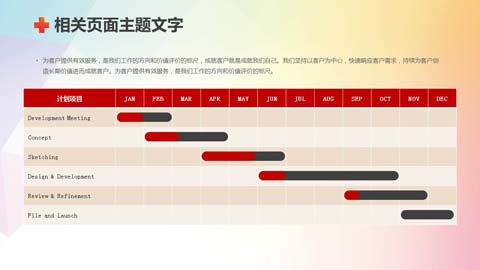 相关页面主题文字
• 为客户提供有效服务，是我们工作的方向和价值评价的标尺，成就客户就是成就我们自己。我们坚持以客户为中心，快速响应客户需求，持续为客户创
造长期价值进而成就客户。为客户提供有效服务，是我们工作的方向和价值评价的标尺。
计划项目 JAN FEB MAR APR MAY JUN JUL AUG SEP OCT NOV DEC
Development Meeting
Concept
Sketching
Design & Development
Review & Refinement
File and Launch